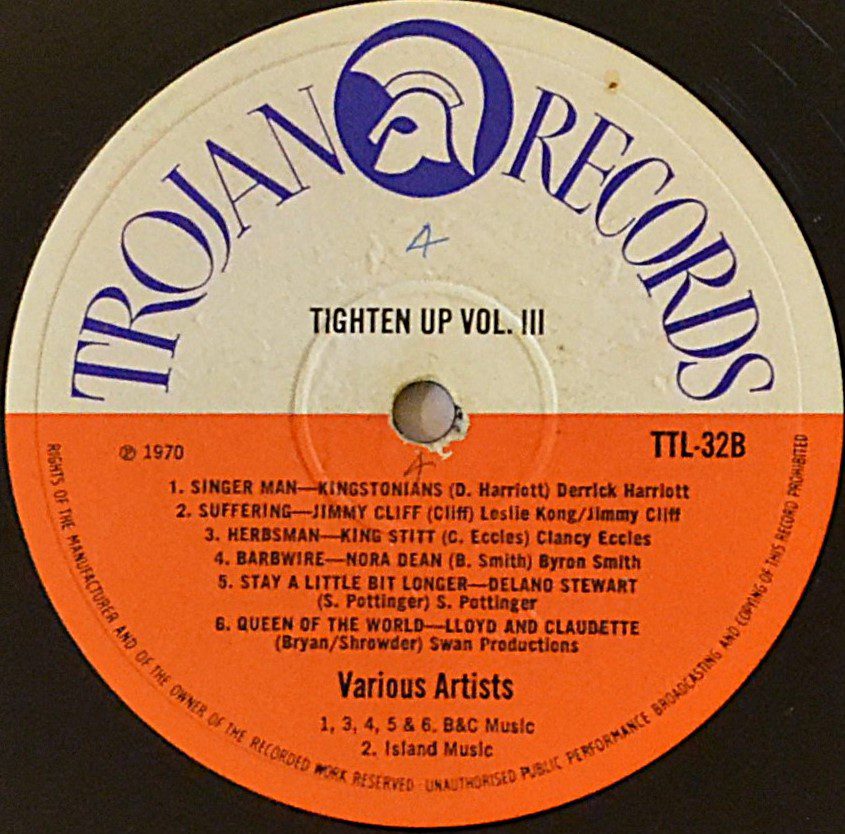 TROJAN RECORDS
4
TIGHTEN UP VOL. III
℗ 1970
TTL-32B
4
1. SINGER MAN—KINGSTONIANS (D. Harriott) Derrick Harriott
2. SUFFERING—JIMMY CLIFF (Cliff) Leslie Kong/Jimmy Cliff
3. HERBSMAN—KING STITT (C. Eccles) Clancy Eccles
4. BARBWIRE—NORA DEAN (B. Smith) Byron Smith
5. STAY A LITTLE BIT LONGER—DELANO STEWART
(S. Pottinger) S. Pottinger
6. QUEEN OF THE WORLD—LLOYD AND CLAUDETTE
(Bryan/Shrowder) Swan Productions
Various Artists
1, 3, 4, 5 & 6. B&C Music
2. Island Music
RIGHTS OF THE MANUFACTURER AND OF THE OWNER OF THE RECORDED WORK RESERVED · UNAUTHORISED PUBLIC PERFORMANCE BROADCASTING AND COPYING OF THIS RECORD PROHIBITED